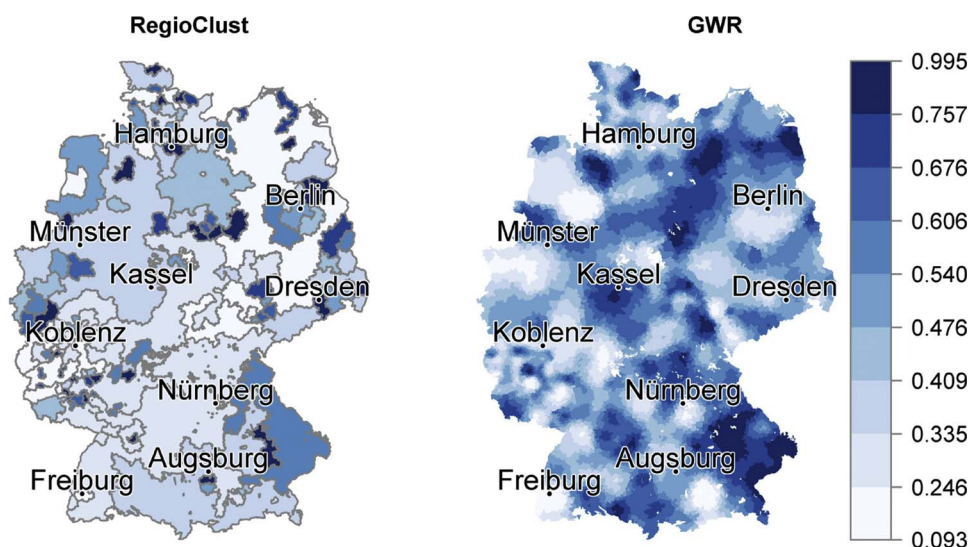 RegioClust
GWR
Hamburg
Berlin
Münster
Kassel
Dresden
Koblenz
Nürnberg
Augsburg
Freiburg
Hamburg
Berlin
Münster
Kassel
Dresden
Koblenz
Nürnberg
Augsburg
Freiburg
0.995
0.757
0.676
0.606
0.540
0.476
0.409
0.335
0.246
0.093